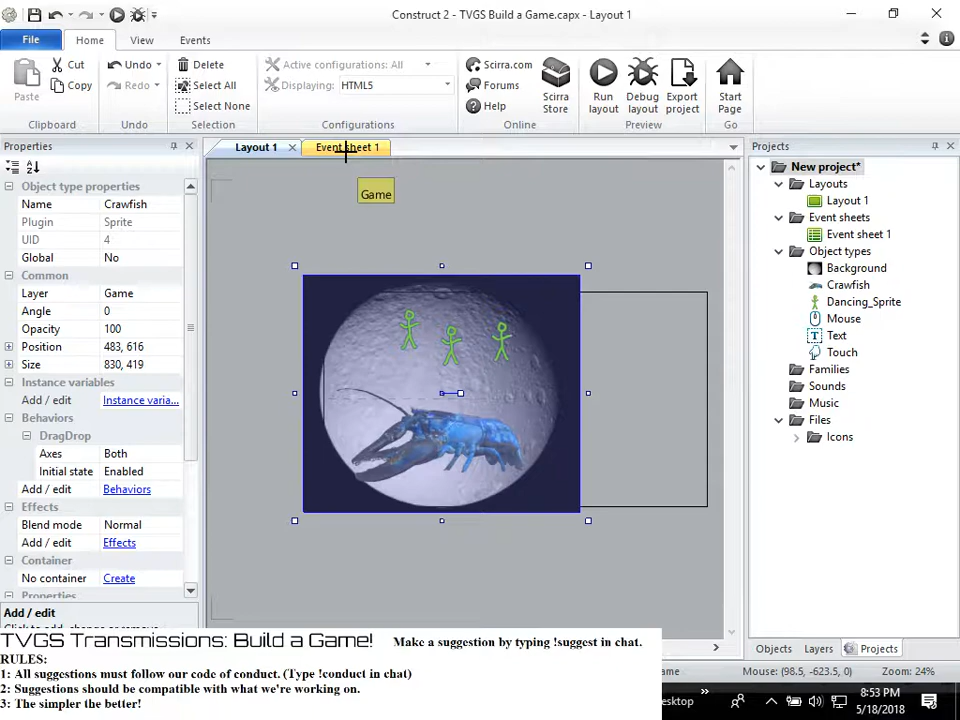 Construct 2 - TVGS Build a Game.capx - Layout 1
File
Home
View
Events
Paste
Cut
Copy
Clipboard
Undo
Redo
Undo
Delete
Select All
Select None
Selection
Active configurations: All
Displaying:
HTML5
Configurations
Scirra.com
Forums
Help
Scirra Store
Online
Run layout
Debug layout
Export project
Preview
Start Page
Go
Properties
Layout 1
Event sheet 1
Projects
Object type properties
Name Crawfish
Plugin Sprite
UID 4
Global No
Common
Layer Game
Angle 0
Opacity 100
Position 483, 616
Size 830, 419
Instance variables
Add / edit Instance varia...
Behaviors
DragDrop
Axes Both
Initial state Enabled
Add / edit Behaviors
Effects
Blend mode Normal
Add / edit Effects
Container
No container Create
Properties
Add / edit
Game
New project*
Layouts
Layout 1
Event sheets
Event sheet 1
Object types
Background
Crawfish
Dancing_Sprite
Mouse
T Text
Touch
Families
Sounds
Music
Files
Icons
Objects Layers Projects
Mouse: (98.5, -623.5, 0)
Zoom: 24%
TVGS Transmissions: Build a Game!
Make a suggestion by typing !suggest in chat.
RULES:
1: All suggestions must follow our code of conduct. (Type !conduct in chat)
2: Suggestions should be compatible with what we're working on.
3: The simpler the better!
8:53 PM
5/18/2018